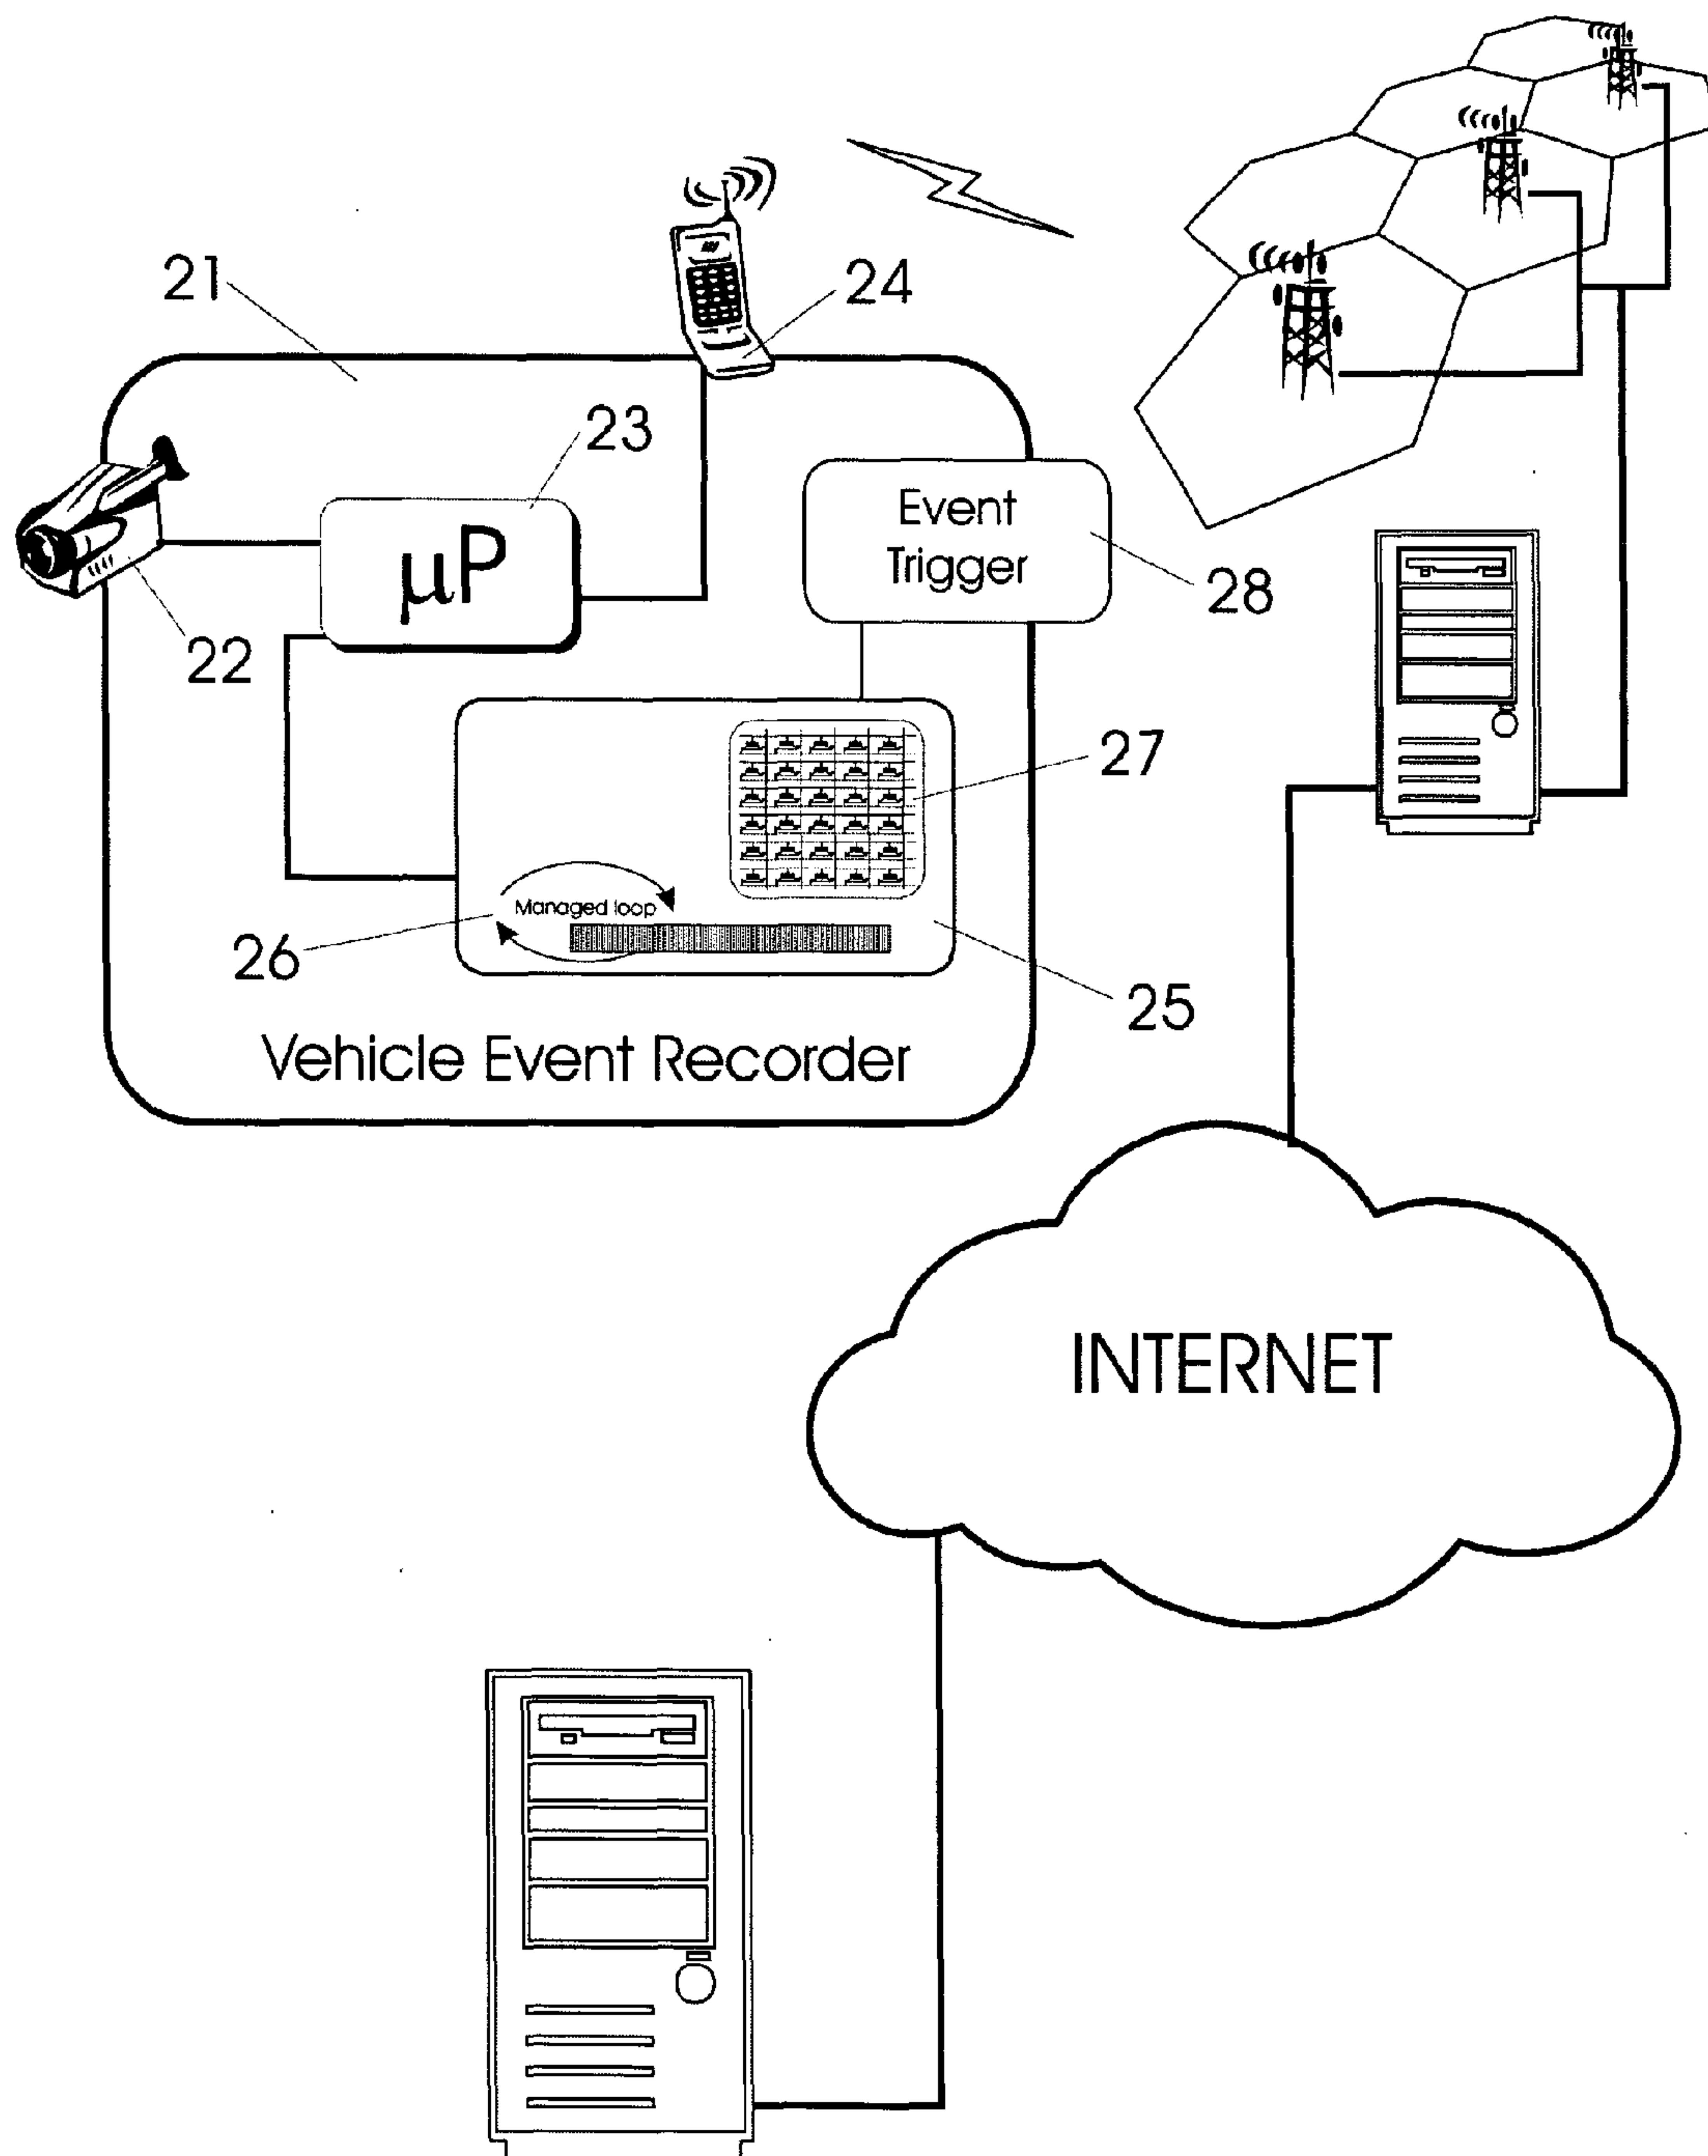 21
24
23
22
μP
Event
Trigger
28
27
Managed loop
26
25
Vehicle Event Recorder
INTERNET